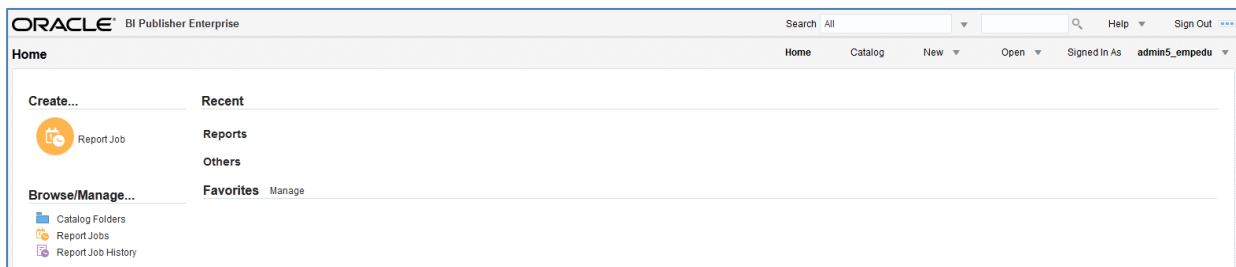 ORACLE® BI Publisher Enterprise Search All Help Sign Out
Home Home Catalog New Open Signed In As admin5_empedu
Create... Recent
Report Job Reports
Others
Browse/Manage... Favorites Manage
Catalog Folders
Report Jobs
Report Job History